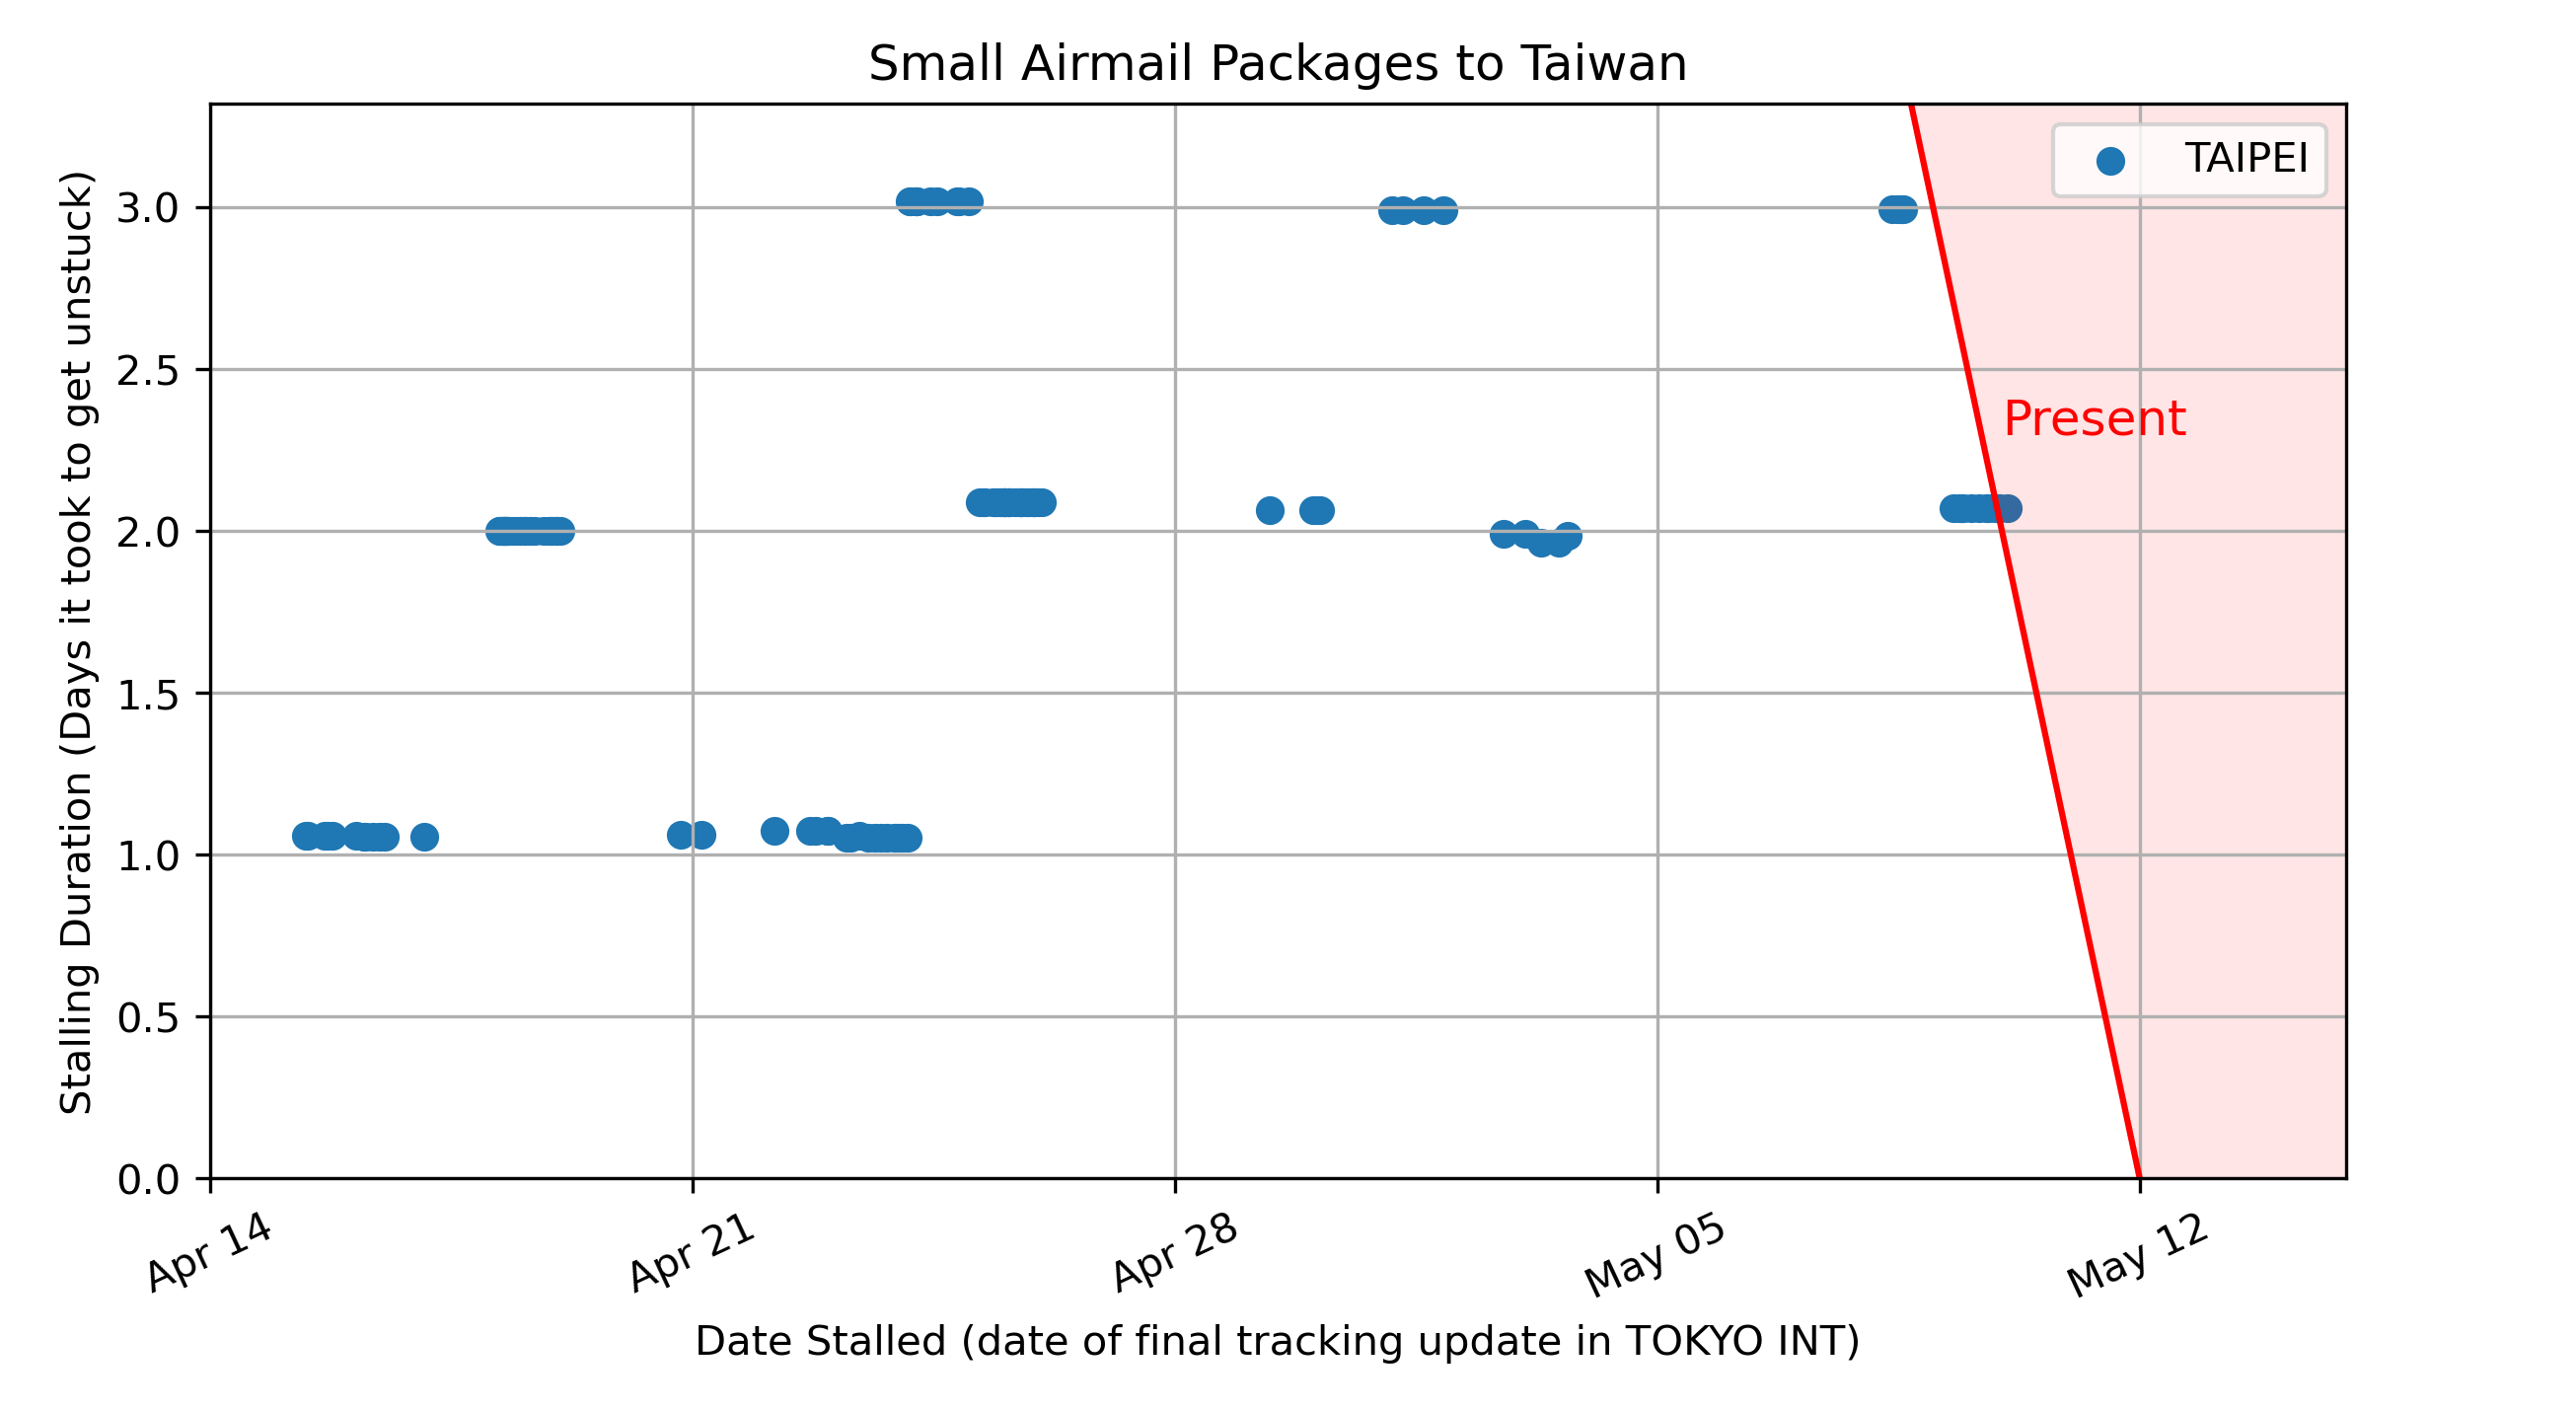 Small Airmail Packages to Taiwan
TAIPEI
Present
Stalling Duration (Days it took to get unstuck)
3.0
2.5
2.0
1.5
1.0
0.5
0.0
Apr 14
Apr 21
Apr 28
May 05
May 12
Date Stalled (date of final tracking update in TOKYO INT)